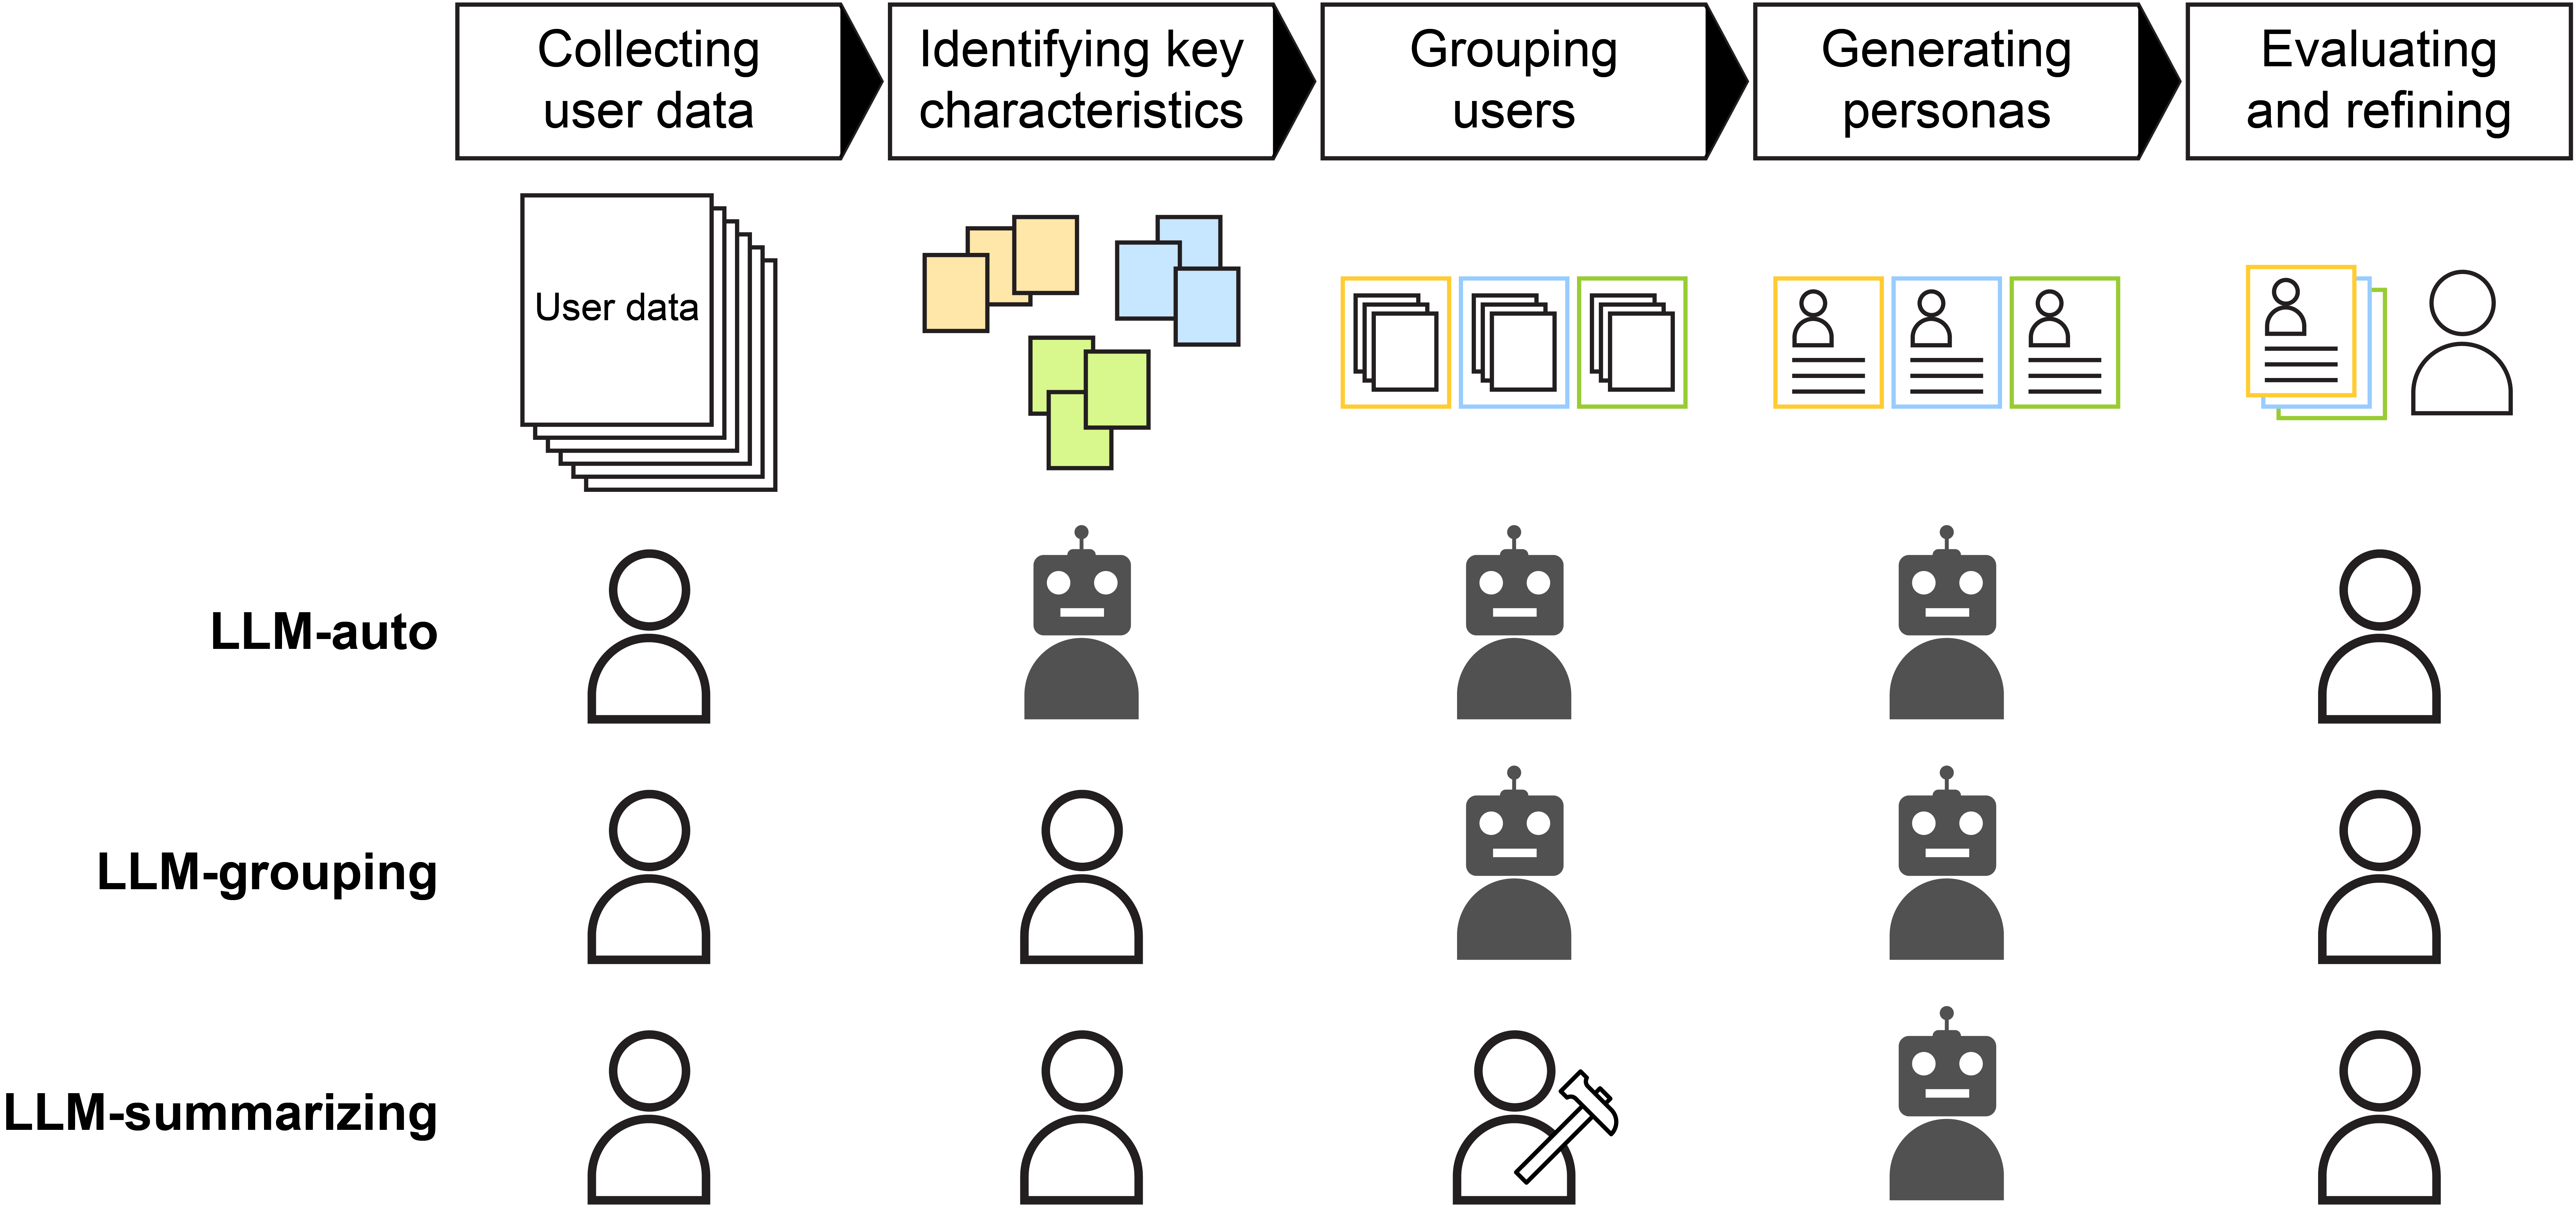 Collecting
user data
Identifying key
characteristics
Grouping
users
Generating
personas
Evaluating
and refining
User data
LLM-auto
LLM-grouping
LLM-summarizing